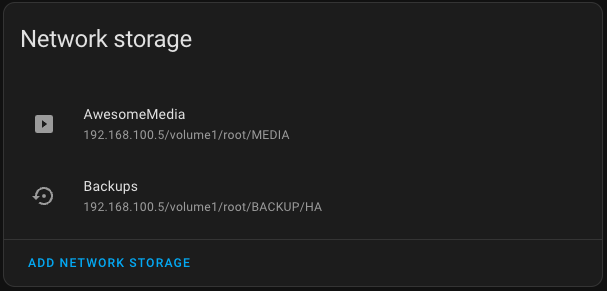 Network storage
AwesomeMedia
192.168.100.5/volume1/root/MEDIA
Backups
192.168.100.5/volume1/root/BACKUP/HA
ADD NETWORK STORAGE